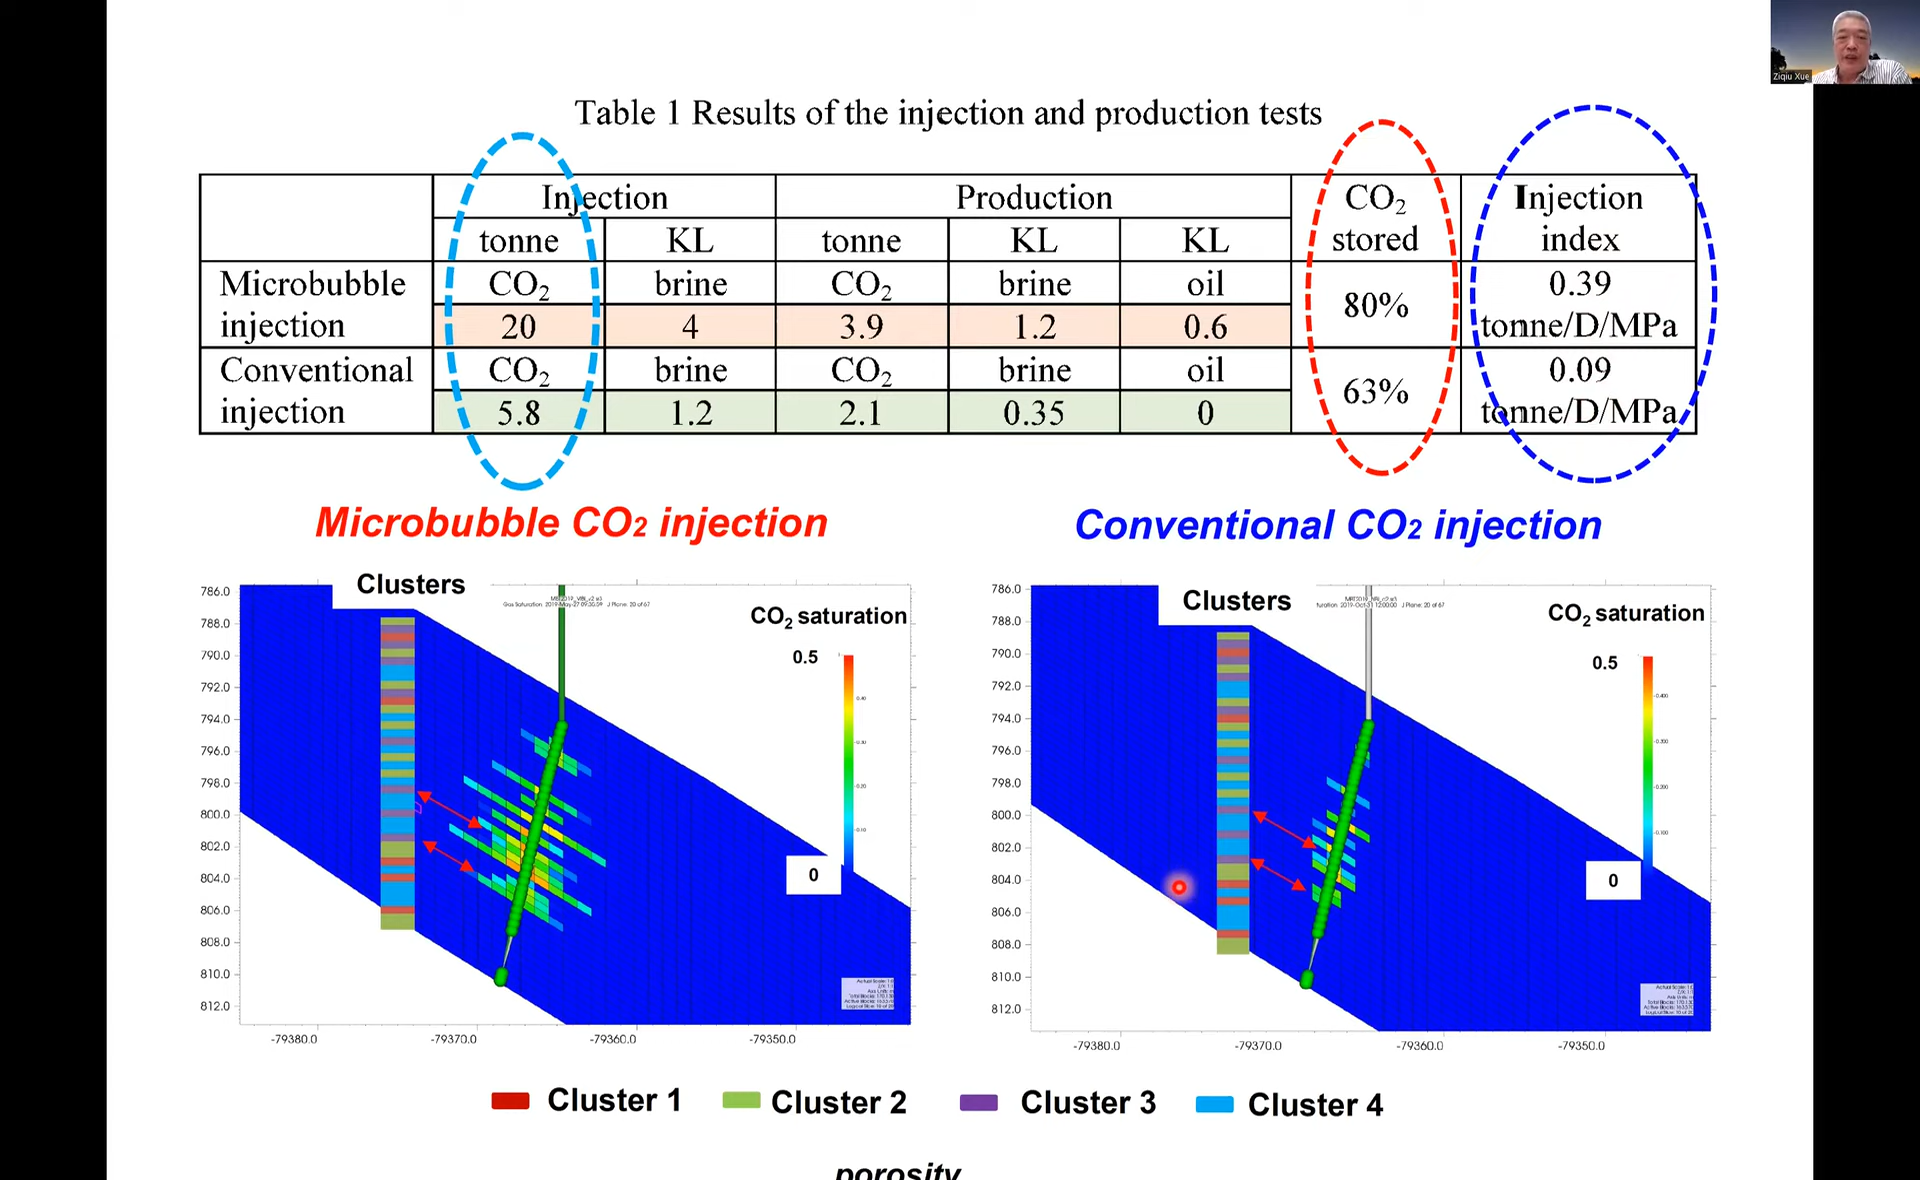 Ziqiu Xue
Table 1 Results of the injection and production tests
Injection Production CO2 stored Injection index
tonne KL tonne KL KL
Microbubble injection CO2 brine CO2 brine oil 80% 0.39 tonne/D/MPa
20 4 3.9 1.2 0.6
Conventional injection CO2 brine CO2 brine oil 63% 0.09 tonne/D/MPa
5.8 1.2 2.1 0.35 0
Microbubble CO2 injection
Clusters
CO2 saturation
0.5
0
786.0
788.0
790.0
792.0
794.0
796.0
798.0
800.0
802.0
804.0
806.0
808.0
810.0
812.0
-79380.0 -79370.0 -79360.0 -79350.0
Conventional CO2 injection
Clusters
CO2 saturation
0.5
0
786.0
788.0
790.0
792.0
794.0
796.0
798.0
800.0
802.0
804.0
806.0
808.0
810.0
812.0
-79380.0 -79370.0 -79360.0 -79350.0
Cluster 1 Cluster 2 Cluster 3 Cluster 4
porosity